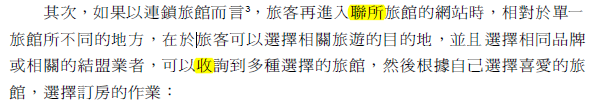 其次，如果以連鎖旅館而言³，旅客再進入聯所旅館的網站時，相對於單一
旅館所不同的地方，在於旅客可以選擇相關旅遊的目的地，並且選擇相同品牌
或相關的結盟業者，可以收詢到多種選擇的旅館，然後根據自己選擇喜愛的旅
館，選擇訂房的作業：